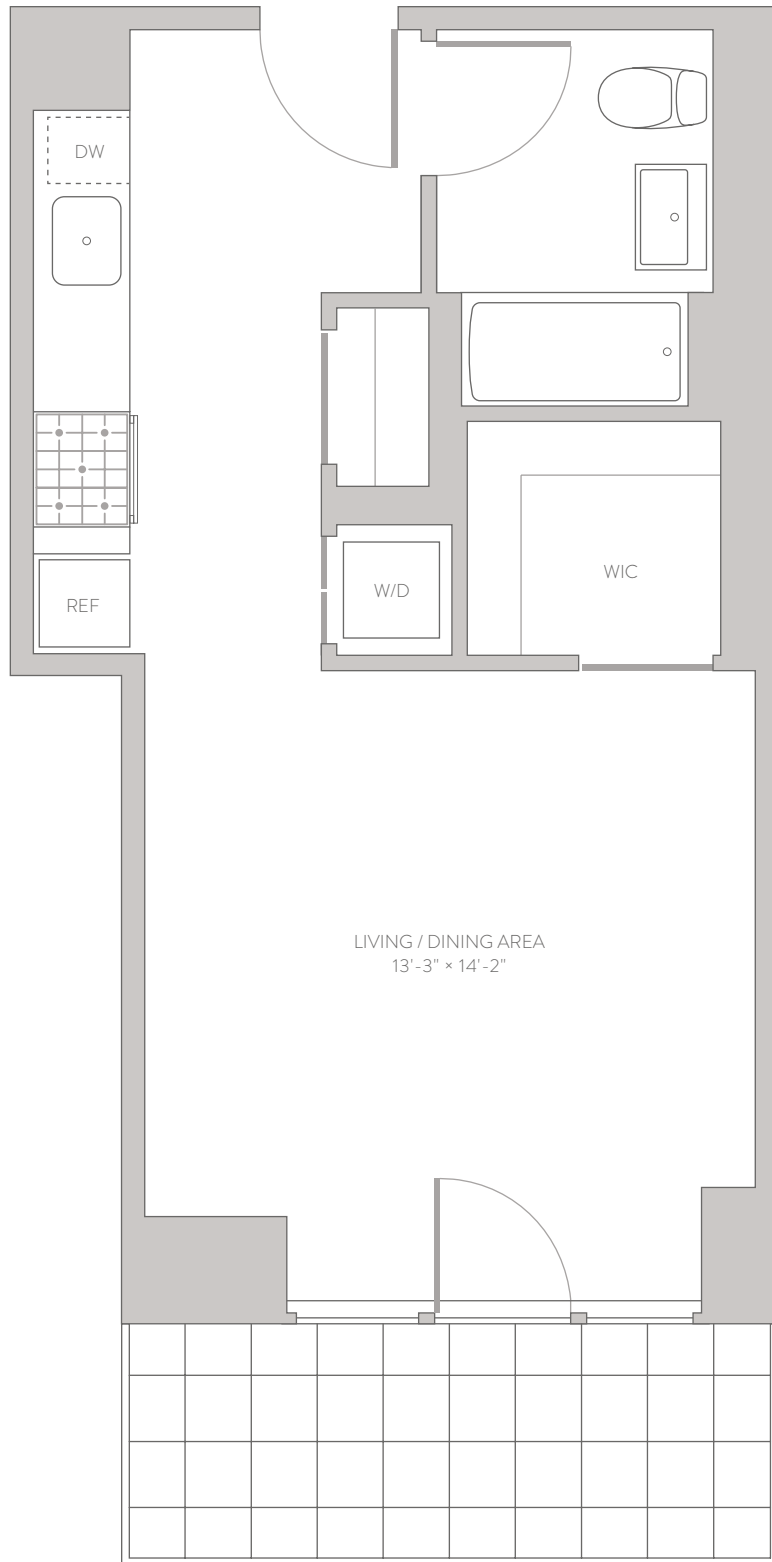 DW
REF
W/D
WIC
LIVING / DINING AREA
13'-3" × 14'-2"